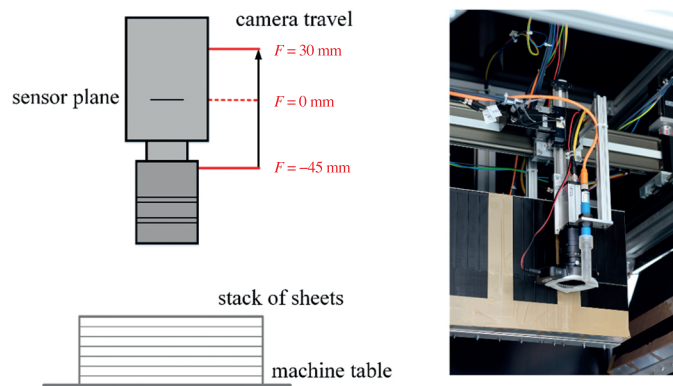 camera travel
F = 30 mm
sensor plane
F = 0 mm
F = −45 mm
stack of sheets
machine table